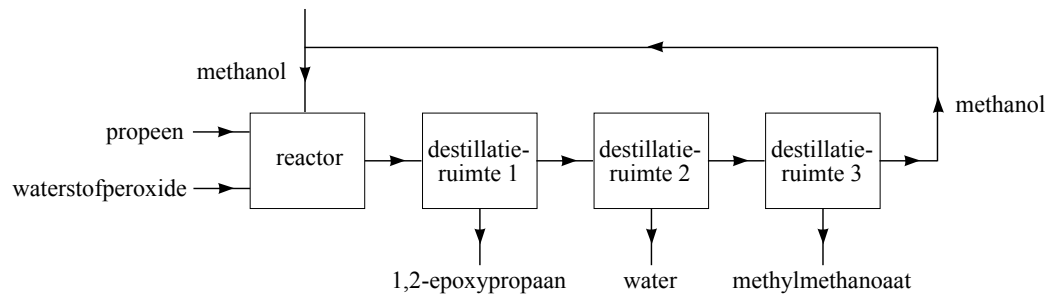 methanol
methanol
propeen
waterstofperoxide
reactor
destillatie-
ruimte 1
destillatie-
ruimte 2
destillatie-
ruimte 3
1,2-epoxypropaan
water
methylmethanoaat